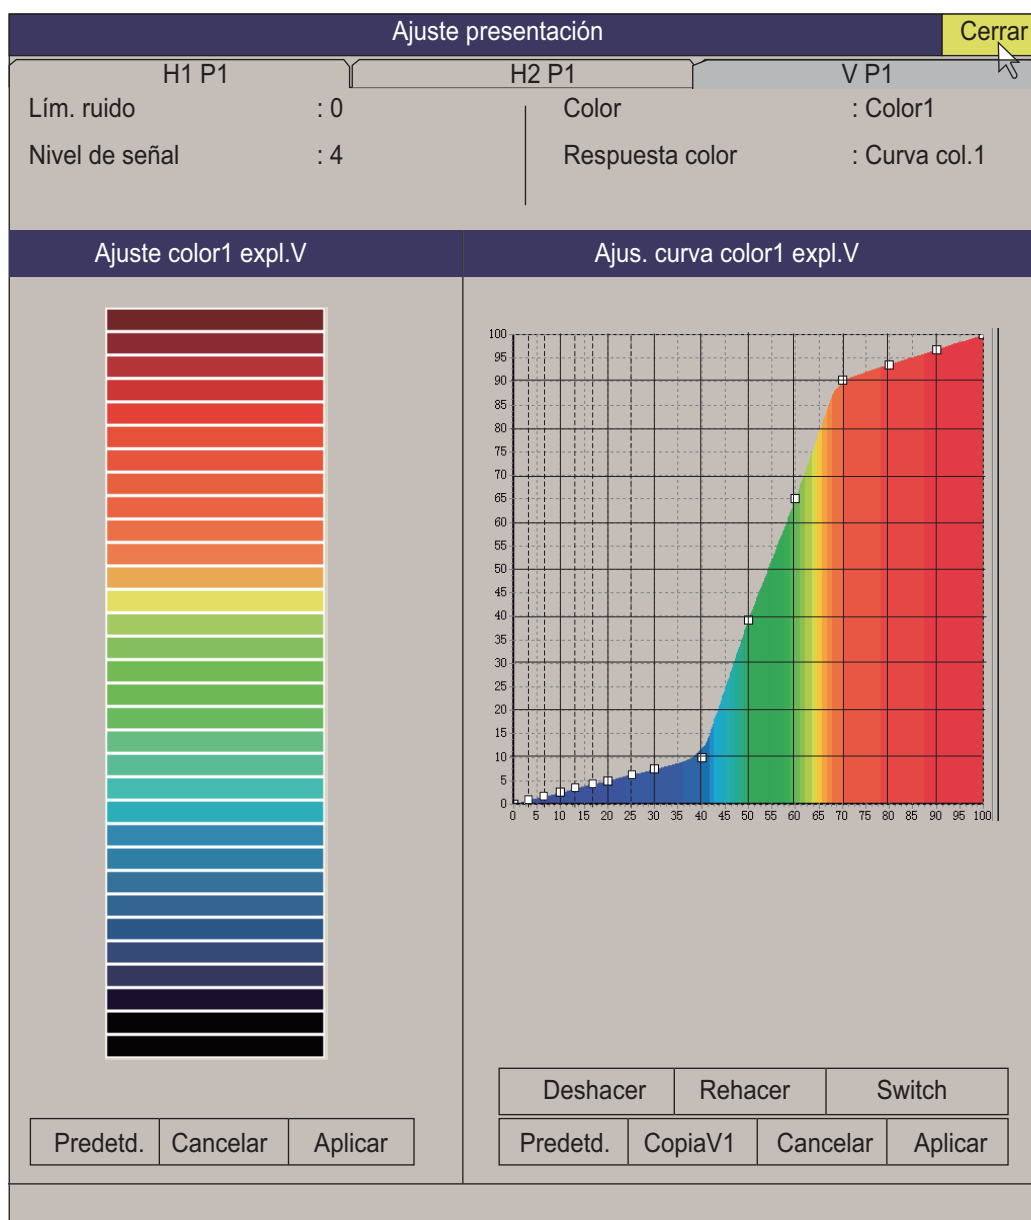 Ajuste presentación
Cerrar
H1 P1
H2 P1
V P1
Lím. ruido : 0
Color : Color1
Nivel de señal : 4
Respuesta color : Curva col.1
Ajuste color1 expl.V
Ajus. curva color1 expl.V
100
95
90
85
80
75
70
65
60
55
50
45
40
35
30
25
20
15
10
5
0
0 5 10 15 20 25 30 35 40 45 50 55 60 65 70 75 80 85 90 95 100
Deshacer Rehacer Switch
Predetd. Cancelar Aplicar
Predetd. CopiaV1 Cancelar Aplicar